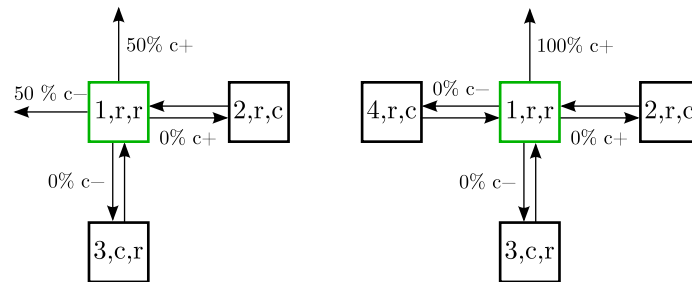 50% c+
50 % c−
1,r,r
2,r,c
0% c+
0% c−
3,c,r
100% c+
0% c−
4,r,c
1,r,r
2,r,c
0% c+
0% c−
3,c,r